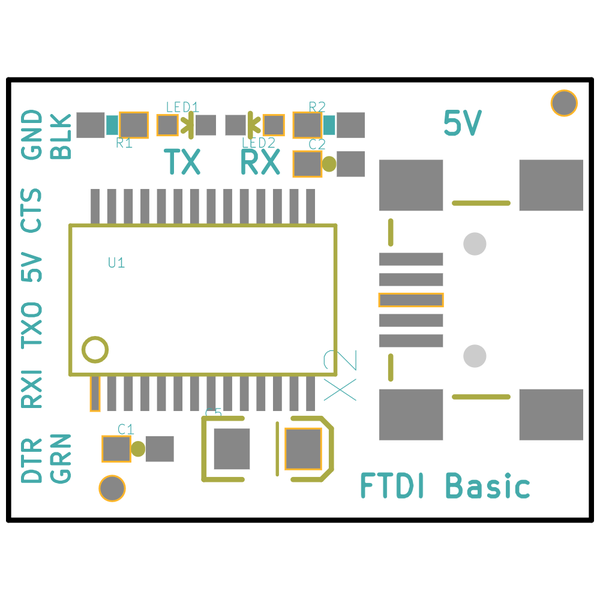 LED1
R2
R1
LED2
C2
TX
RX
5V
GND
BLK
CTS
5V
TXO
RXI
DTR
GRN
U1
X2
C5
C1
FTDI Basic